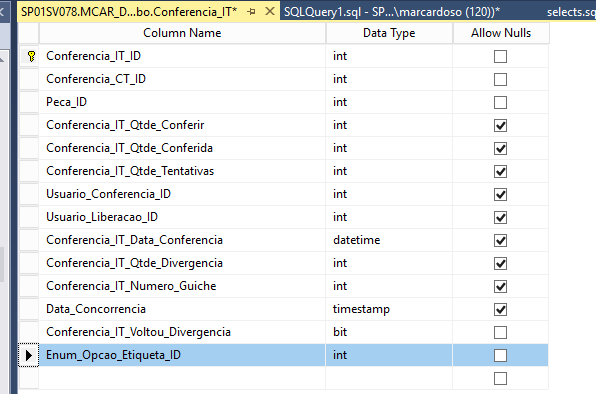 SP01SV078.MCAR_D...bo.Conferencia_IT* SQLQuery1.sql - SP...\marcardoso (120))* selects.sq
Column Name Data Type Allow Nulls
Conferencia_IT_ID int
Conferencia_CT_ID int
Peca_ID int
Conferencia_IT_Qtde_Conferir int
Conferencia_IT_Qtde_Conferida int
Conferencia_IT_Qtde_Tentativas int
Usuario_Conferencia_ID int
Usuario_Liberacao_ID int
Conferencia_IT_Data_Conferencia datetime
Conferencia_IT_Qtde_Divergencia int
Conferencia_IT_Numero_Guiche int
Data_Concorrencia timestamp
Conferencia_IT_Voltou_Divergencia bit
Enum_Opcao_Etiqueta_ID int